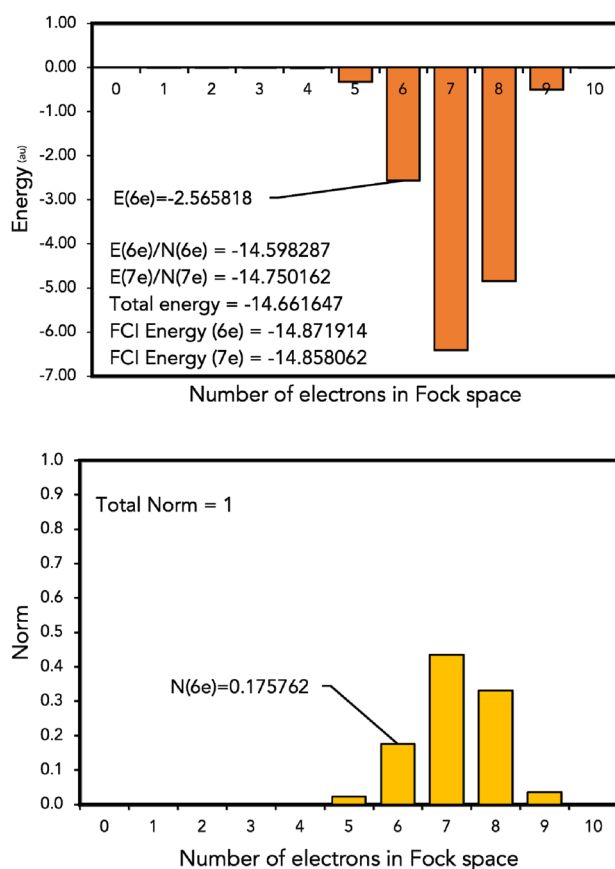 1.00
0.00
-1.00
-2.00
-3.00
-4.00
-5.00
-6.00
-7.00
Energy (au)
0 1 2 3 4 5 6 7 8 9 10
E(6e)=-2.565818
E(6e)/N(6e) = -14.598287
E(7e)/N(7e) = -14.750162
Total energy = -14.661647
FCI Energy (6e) = -14.871914
FCI Energy (7e) = -14.858062
Number of electrons in Fock space
1.0
0.9
0.8
0.7
0.6
0.5
0.4
0.3
0.2
0.1
0.0
Norm
Total Norm = 1
N(6e)=0.175762
0 1 2 3 4 5 6 7 8 9 10
Number of electrons in Fock space